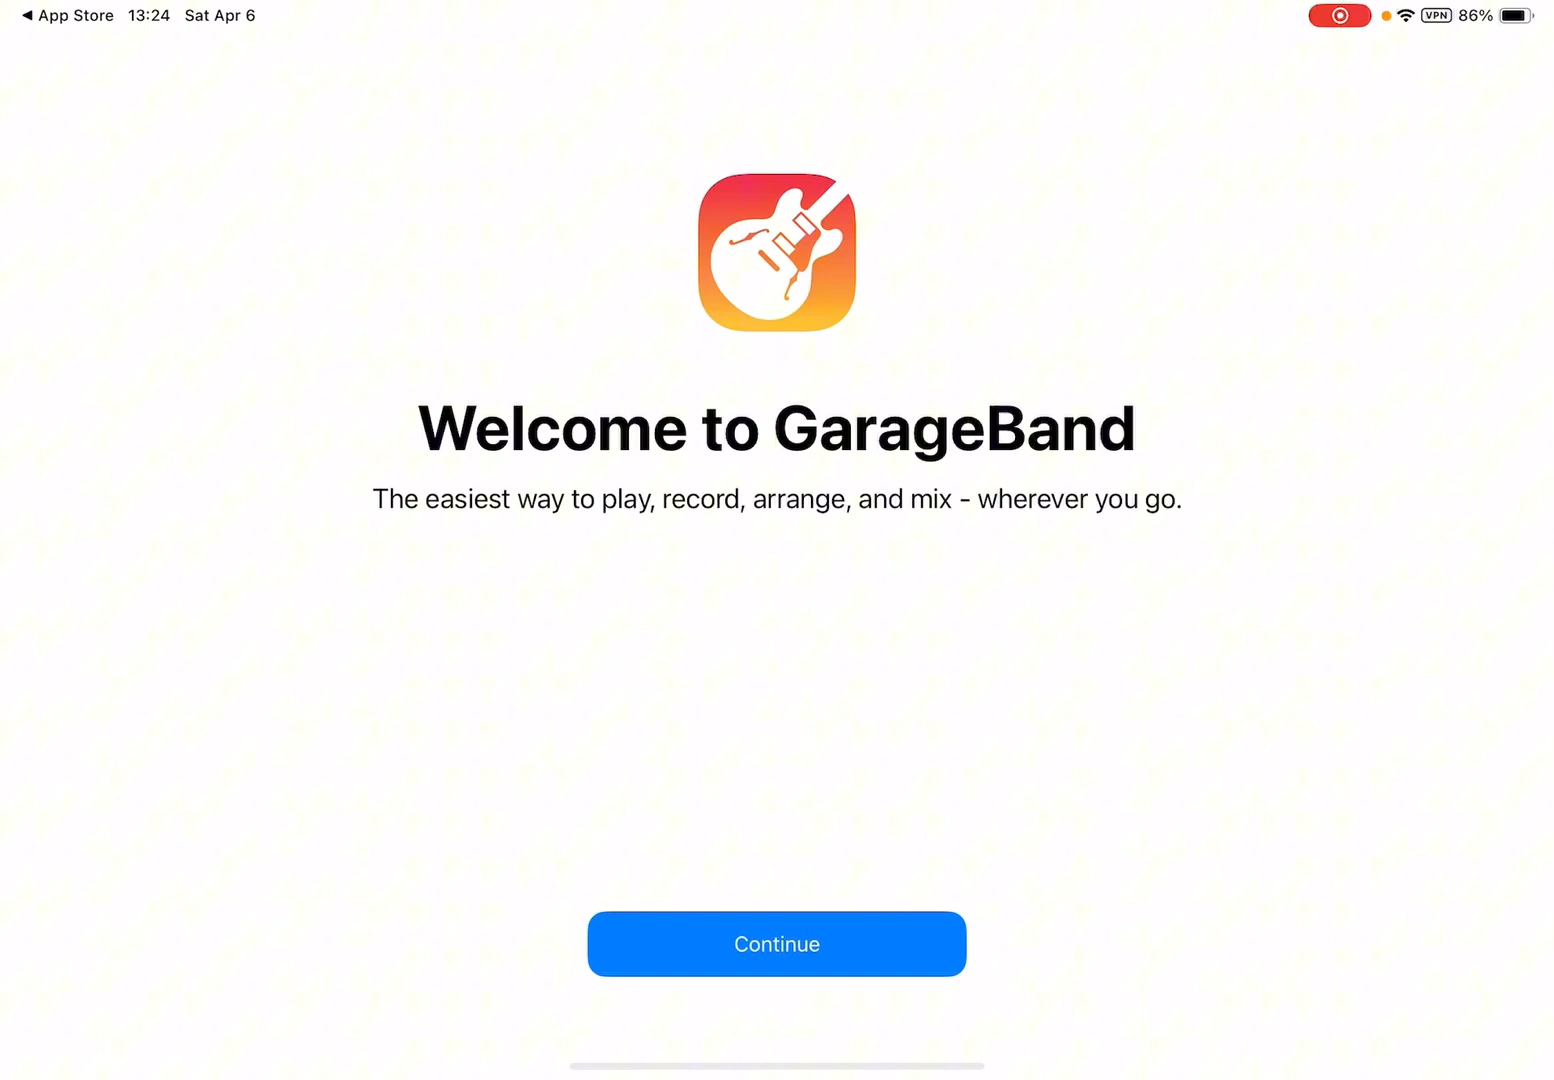 ◀ App Store 13:24 Sat Apr 6 VPN 86%
Welcome to GarageBand
The easiest way to play, record, arrange, and mix - wherever you go.
Continue